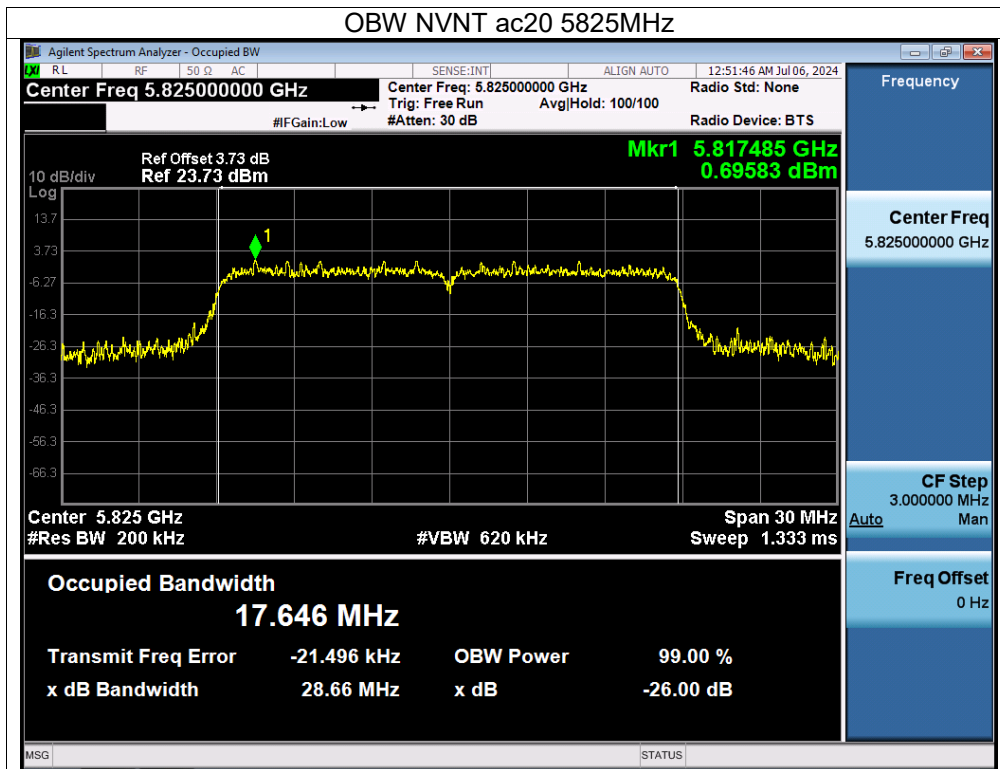 OBW NVNT ac20 5825MHz
Agilent Spectrum Analyzer - Occupied BW
LXI RL RF 50 Ω AC SENSE:INT ALIGN AUTO 12:51:46 AM Jul 06, 2024
Center Freq 5.825000000 GHz
Center Freq: 5.825000000 GHz
Radio Std: None
Trig: Free Run Avg|Hold: 100/100
#IFGain:Low
#Atten: 30 dB
Radio Device: BTS
Frequency
Mkr1 5.817485 GHz
0.69583 dBm
Ref Offset 3.73 dB
10 dB/div Ref 23.73 dBm
Log
13.7
3.73
-6.27
-16.3
-26.3
-36.3
-46.3
-56.3
-66.3
1
Center 5.825 GHz
Span 30 MHz
#Res BW 200 kHz
#VBW 620 kHz
Sweep 1.333 ms
Center Freq
5.825000000 GHz
CF Step
3.000000 MHz
Auto Man
Freq Offset
0 Hz
Occupied Bandwidth
17.646 MHz
Transmit Freq Error -21.496 kHz OBW Power 99.00 %
x dB Bandwidth 28.66 MHz x dB -26.00 dB
MSG STATUS